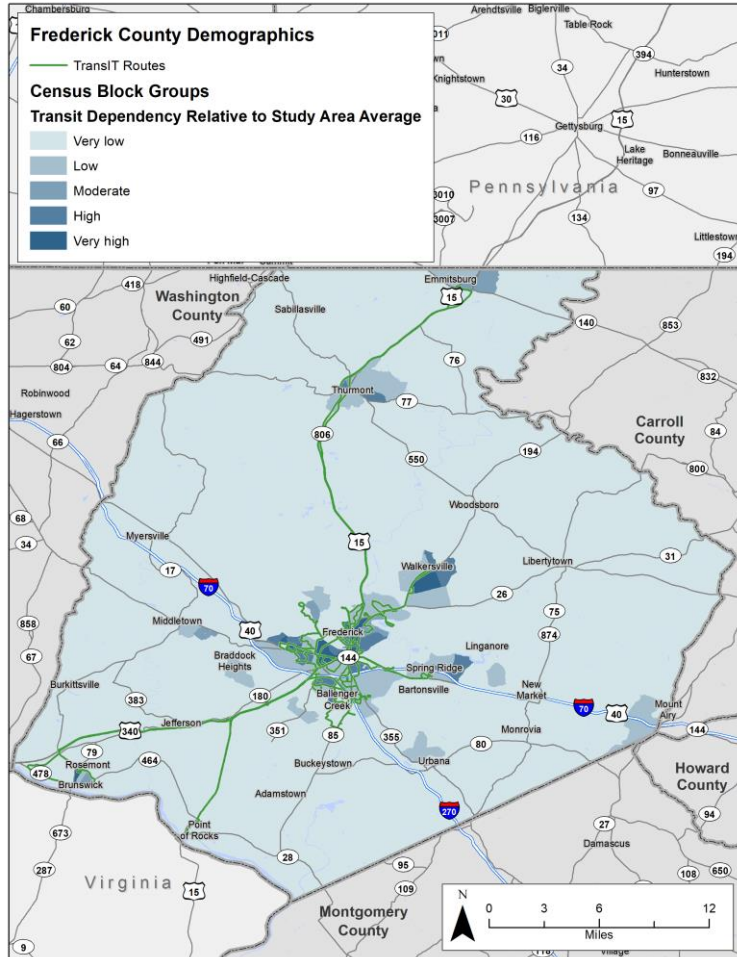 Chambersburg
Arendtsville
Biglerville
Table Rock
Frederick County Demographics
TransIT Routes
Census Block Groups
Transit Dependency Relative to Study Area Average
Very low
Low
Moderate
High
Very high
011
394
34
Hunterstown
Knightstown
30
15
116
Gettysburg
Lake
Heritage
Bonneauville
Pennsylvania
3010
97
3007
134
Littlestown
194
Highfield-Cascade
Emmitsburg
418
Washington
County
15
60
Sabillasville
140
853
62
491
76
804
64
844
832
Robinwood
Thurmont
77
Hagerstown
806
Carroll
County
84
66
550
194
800
68
Woodsboro
34
Myersville
15
31
17
Walkersville
Libertytown
70
26
858
Middletown
40
Frederick
75
67
874
Braddock
Heights
144
Linganore
Spring Ridge
Burkittsville
Bartonsville
New
Market
383
180
Ballenger
Creek
70
40
Mount
Airy
Jefferson
340
351
85
355
Monrovia
144
79
464
80
478
Rosemont
Buckeystown
Urbana
Howard
County
Brunswick
Adamstown
270
94
673
Point
of Rocks
27
Damascus
287
28
95
108
650
Virginia
109
15
Montgomery
County
N
0 3 6 12
Miles
9
118
Village